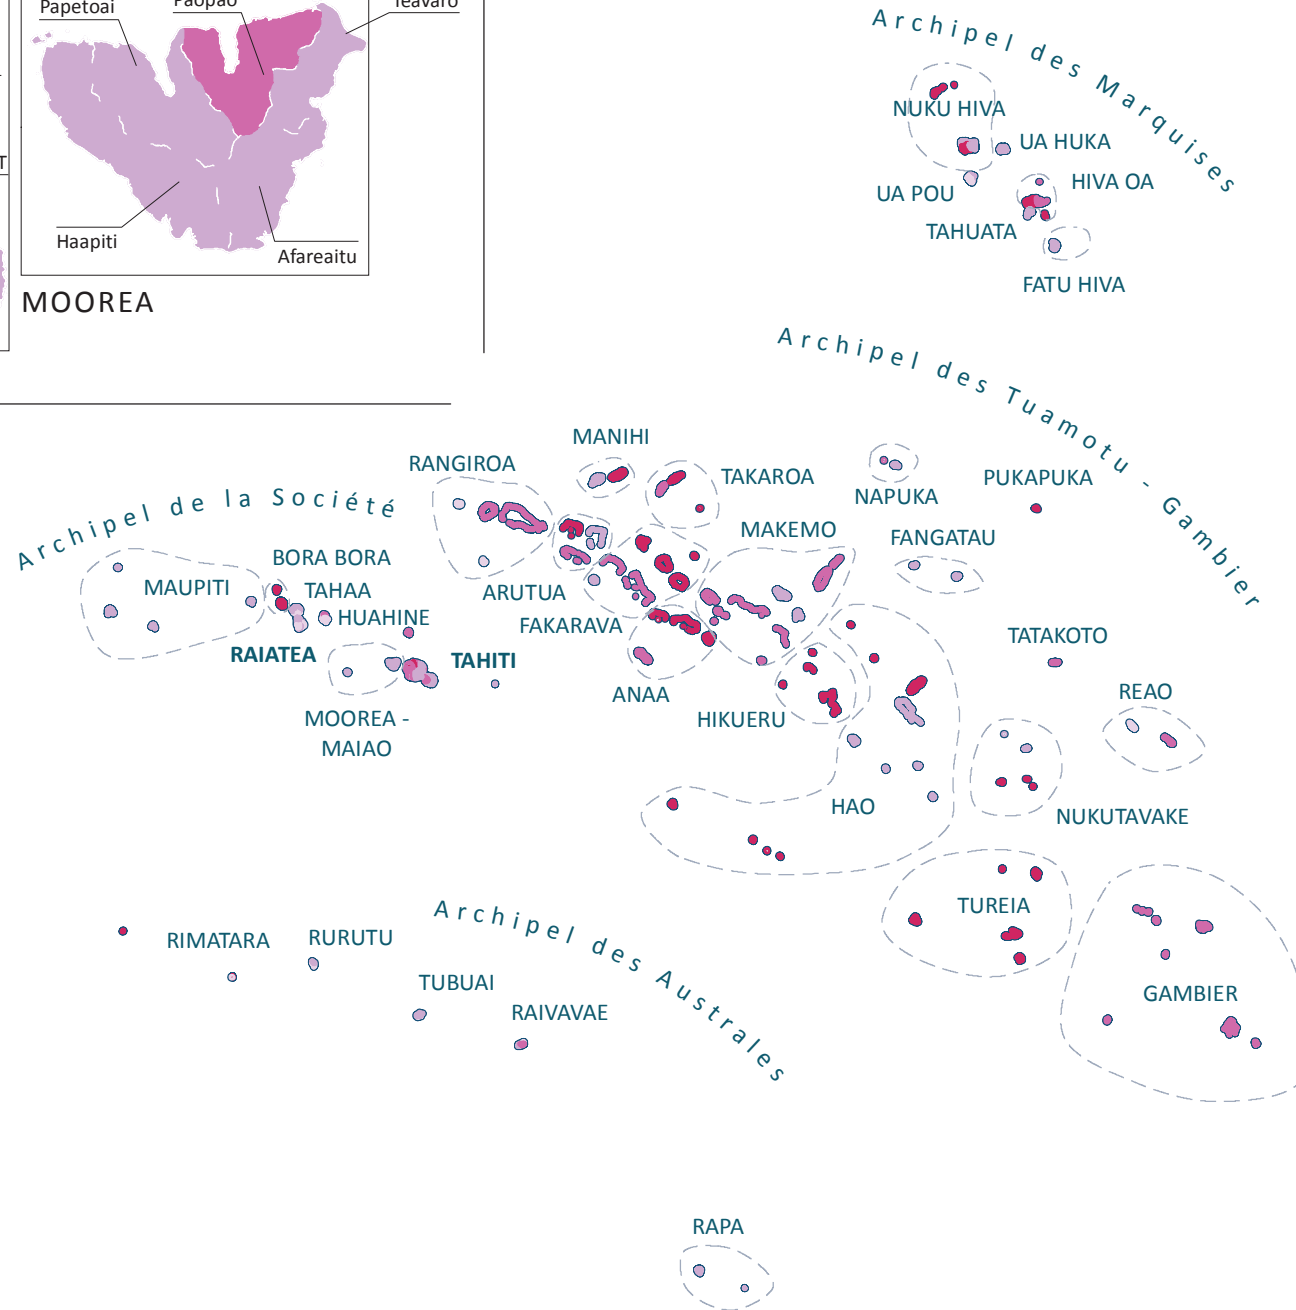 Papetoai
Paopao
Teavaro
T
Haapiti
Afareaitu
MOOREA
Archipel des Marquises
NUKU HIVA
UA HUKA
HIVA OA
UA POU
TAHUATA
FATU HIVA
Archipel des Tuamotu - Gambier
MANIHI
RANGIROA
TAKAROA
NAPUKA
PUKAPUKA
Archipel de la Société
MAKEMO
FANGATAU
BORA BORA
MAUPITI
TAHAA
ARUTUA
HUAHINE
FAKARAVA
TATAKOTO
RAIATEA
TAHITI
ANAA
REAO
HIKUERU
MOOREA -
MAIAO
HAO
NUKUTAVAKE
Archipel des Australes
TUREIA
RIMATARA
RURUTU
TUBUAI
GAMBIER
RAIVAVAE
RAPA